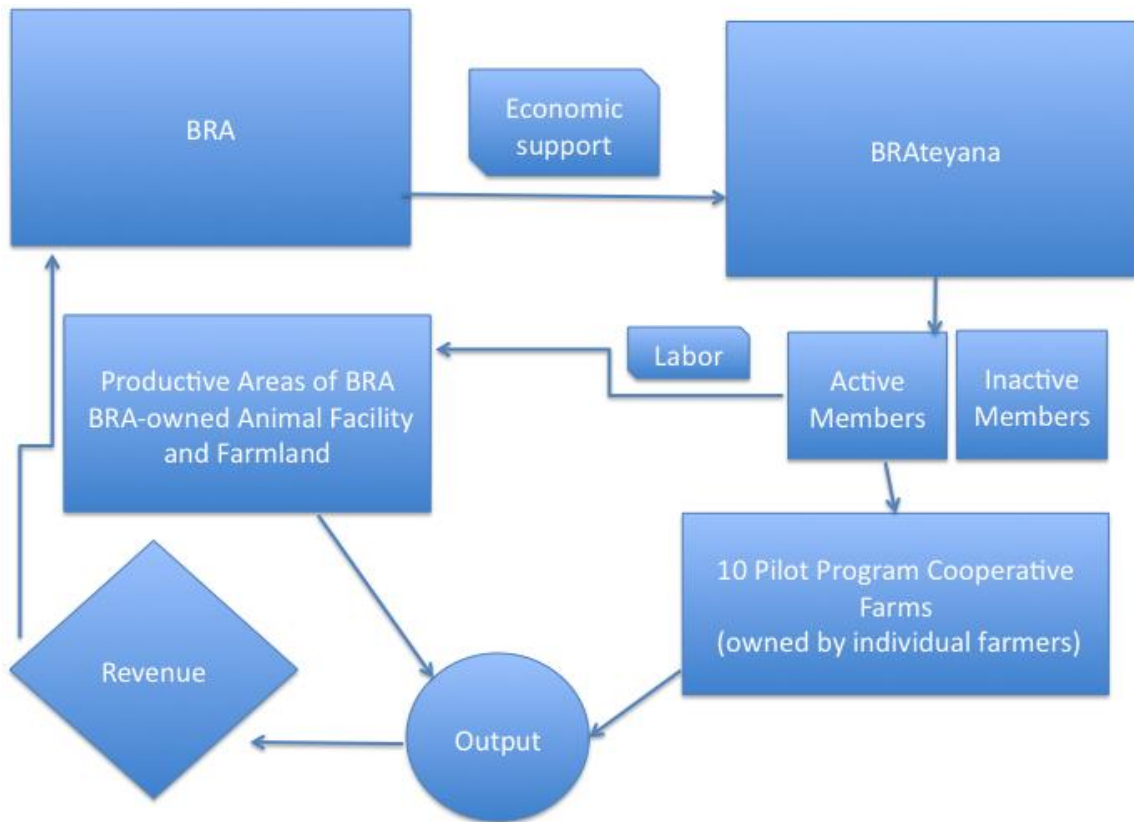 BRA
Economic
support
BRAteyana
Productive Areas of BRA
BRA-owned Animal Facility
and Farmland
Labor
Active
Members
Inactive
Members
10 Pilot Program Cooperative
Farms
(owned by individual farmers)
Revenue
Output